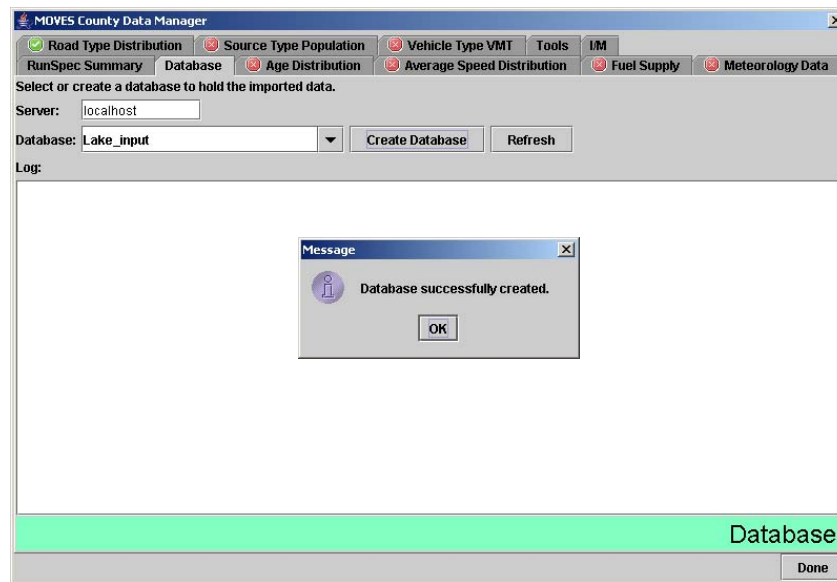 MOVES County Data Manager
Road Type Distribution Source Type Population Vehicle Type VMT Tools I/M
RunSpec Summary Database Age Distribution Average Speed Distribution Fuel Supply Meteorology Data
Select or create a database to hold the imported data.
Server: localhost
Database: Lake_input Create Database Refresh
Log:
Message
Database successfully created.
OK
Database
Done